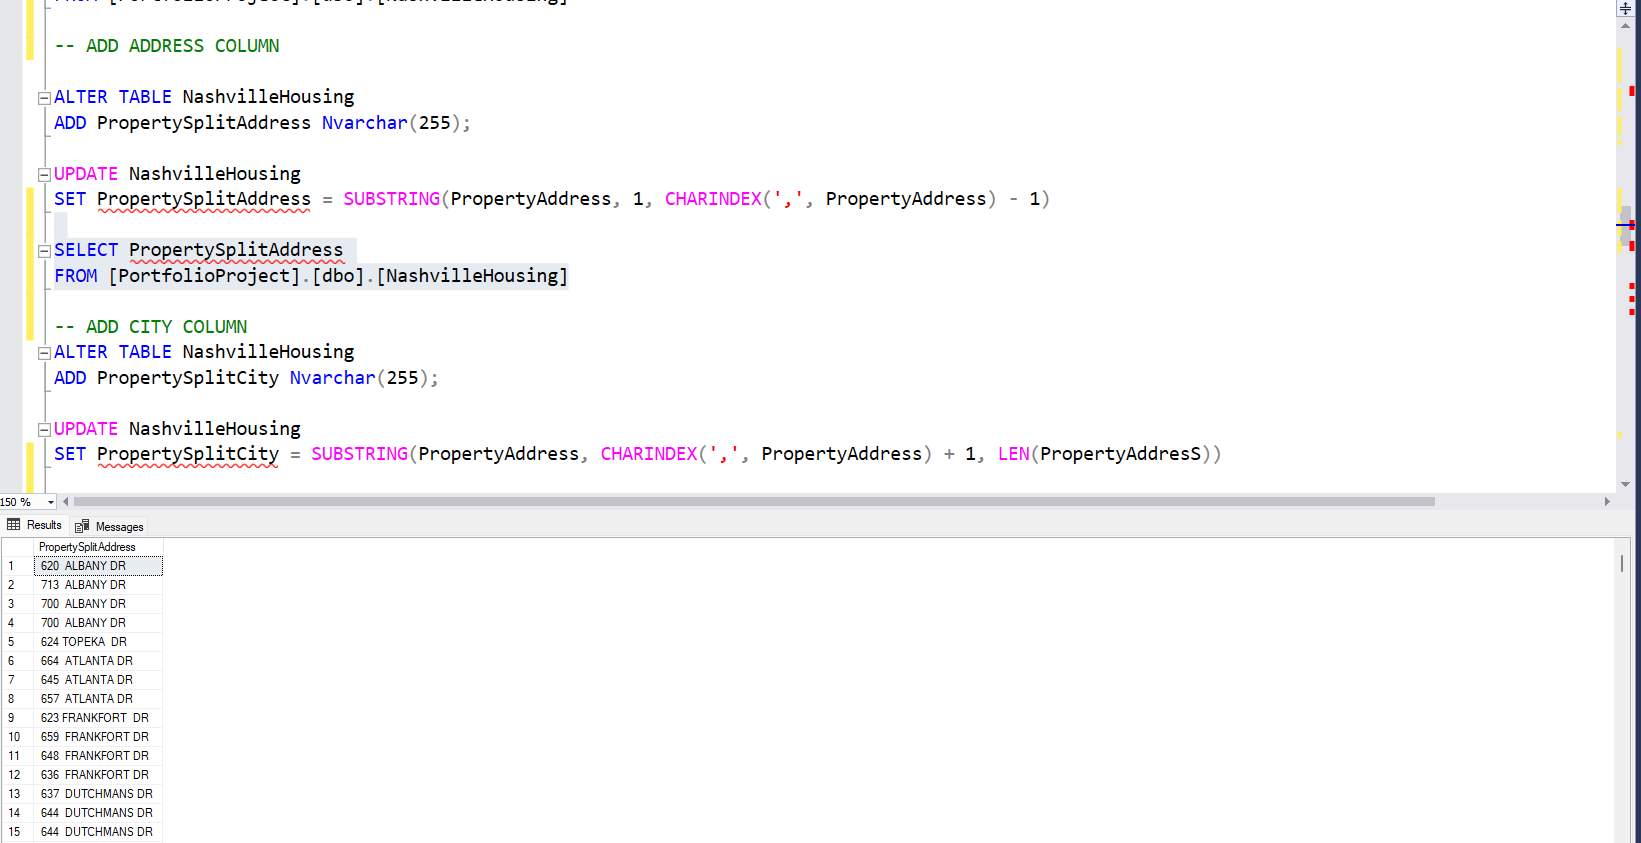 FROM [PortfolioProject].[dbo].[NashvilleHousing]
-- ADD ADDRESS COLUMN
ALTER TABLE NashvilleHousing
ADD PropertySplitAddress Nvarchar(255);
UPDATE NashvilleHousing
SET PropertySplitAddress = SUBSTRING(PropertyAddress, 1, CHARINDEX(',', PropertyAddress) - 1)
SELECT PropertySplitAddress
FROM [PortfolioProject].[dbo].[NashvilleHousing]
-- ADD CITY COLUMN
ALTER TABLE NashvilleHousing
ADD PropertySplitCity Nvarchar(255);
UPDATE NashvilleHousing
SET PropertySplitCity = SUBSTRING(PropertyAddress, CHARINDEX(',', PropertyAddress) + 1, LEN(PropertyAddresS))
150 %
Results Messages
PropertySplitAddress
1 620  ALBANY DR
2 713  ALBANY DR
3 700  ALBANY DR
4 700  ALBANY DR
5 624 TOPEKA  DR
6 664  ATLANTA DR
7 645  ATLANTA DR
8 657  ATLANTA DR
9 623 FRANKFORT  DR
10 659  FRANKFORT DR
11 648  FRANKFORT DR
12 636  FRANKFORT DR
13 637  DUTCHMANS DR
14 644  DUTCHMANS DR
15 644  DUTCHMANS DR